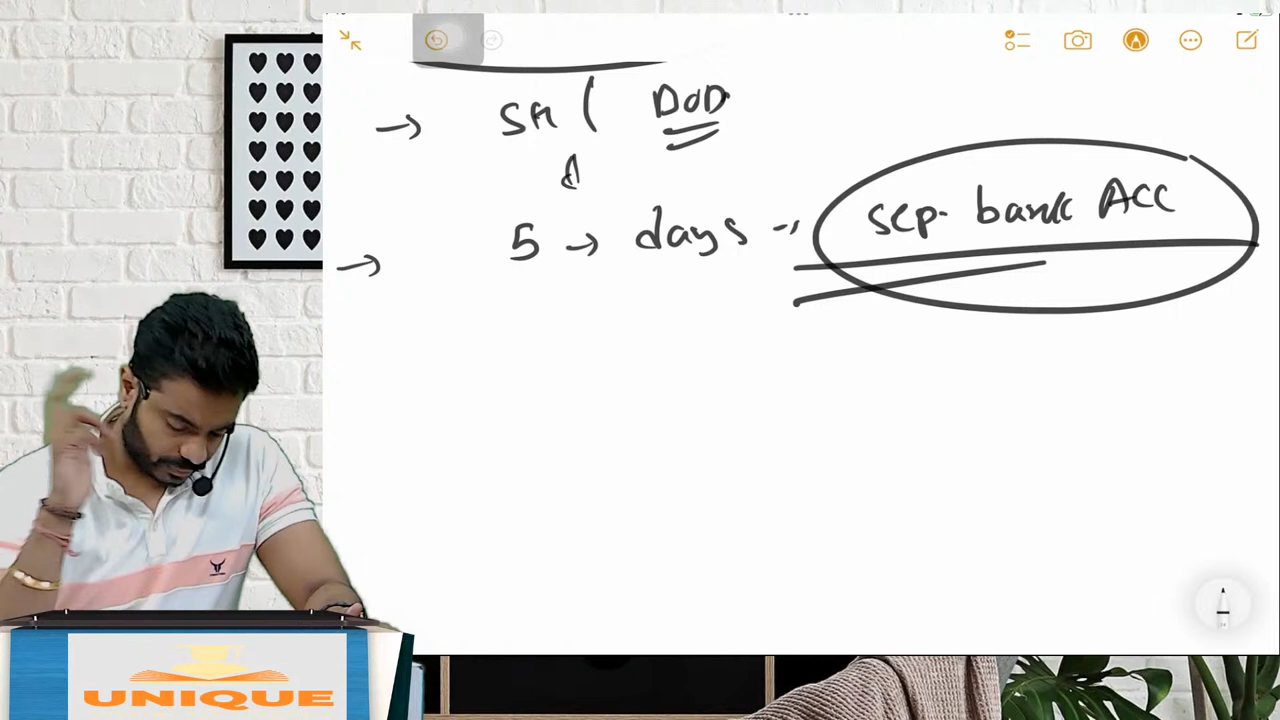 → SH ( DOD
→ 5 → days -, sep. bank Acc
UNIQUE